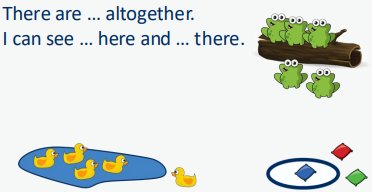 There are ... altogether.
I can see ... here and ... there.